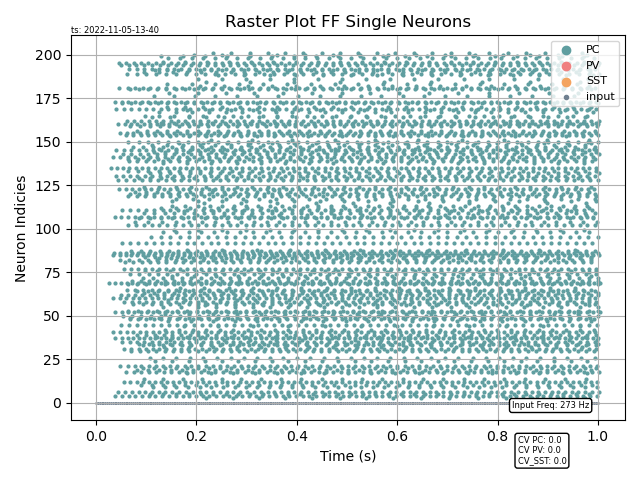 Raster Plot FF Single Neurons
ts: 2022-11-05-13-40
PC
PV
SST
input
200
175
150
125
100
75
50
25
0
Neuron Indicies
Input Freq: 273 Hz
0.0 0.2 0.4 0.6 0.8 1.0
Time (s)
CV PC: 0.0
CV PV: 0.0
CV_SST: 0.0